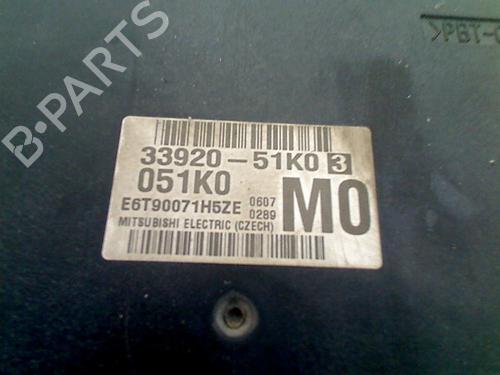 B-PARTS
>PBT-
33920-51K0 3
051K0
E6T90071H5ZE
0607
0289
M0
MITSUBISHI ELECTRIC (CZECH)